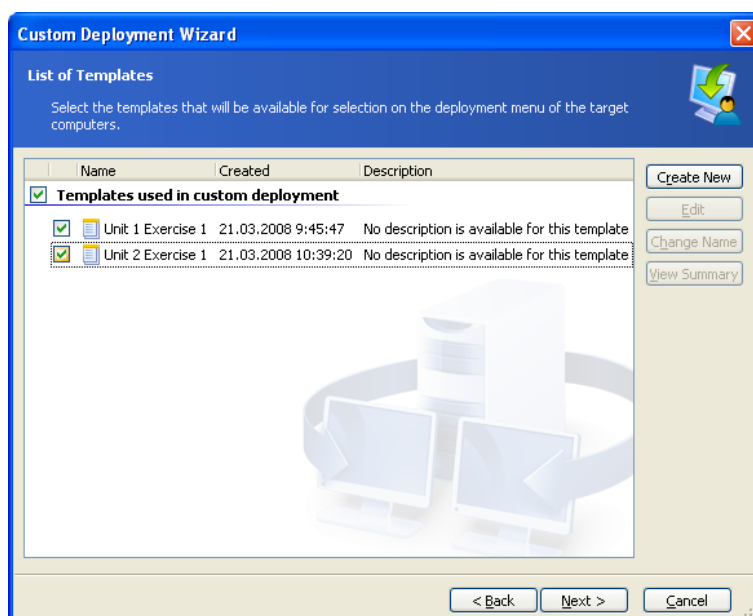 Custom Deployment Wizard
List of Templates
Select the templates that will be available for selection on the deployment menu of the target
computers.
Name Created Description
Templates used in custom deployment
Unit 1 Exercise 1 21.03.2008 9:45:47 No description is available for this template
Unit 2 Exercise 1 21.03.2008 10:39:20 No description is available for this template
Create New
Edit
Change Name
View Summary
< Back Next > Cancel